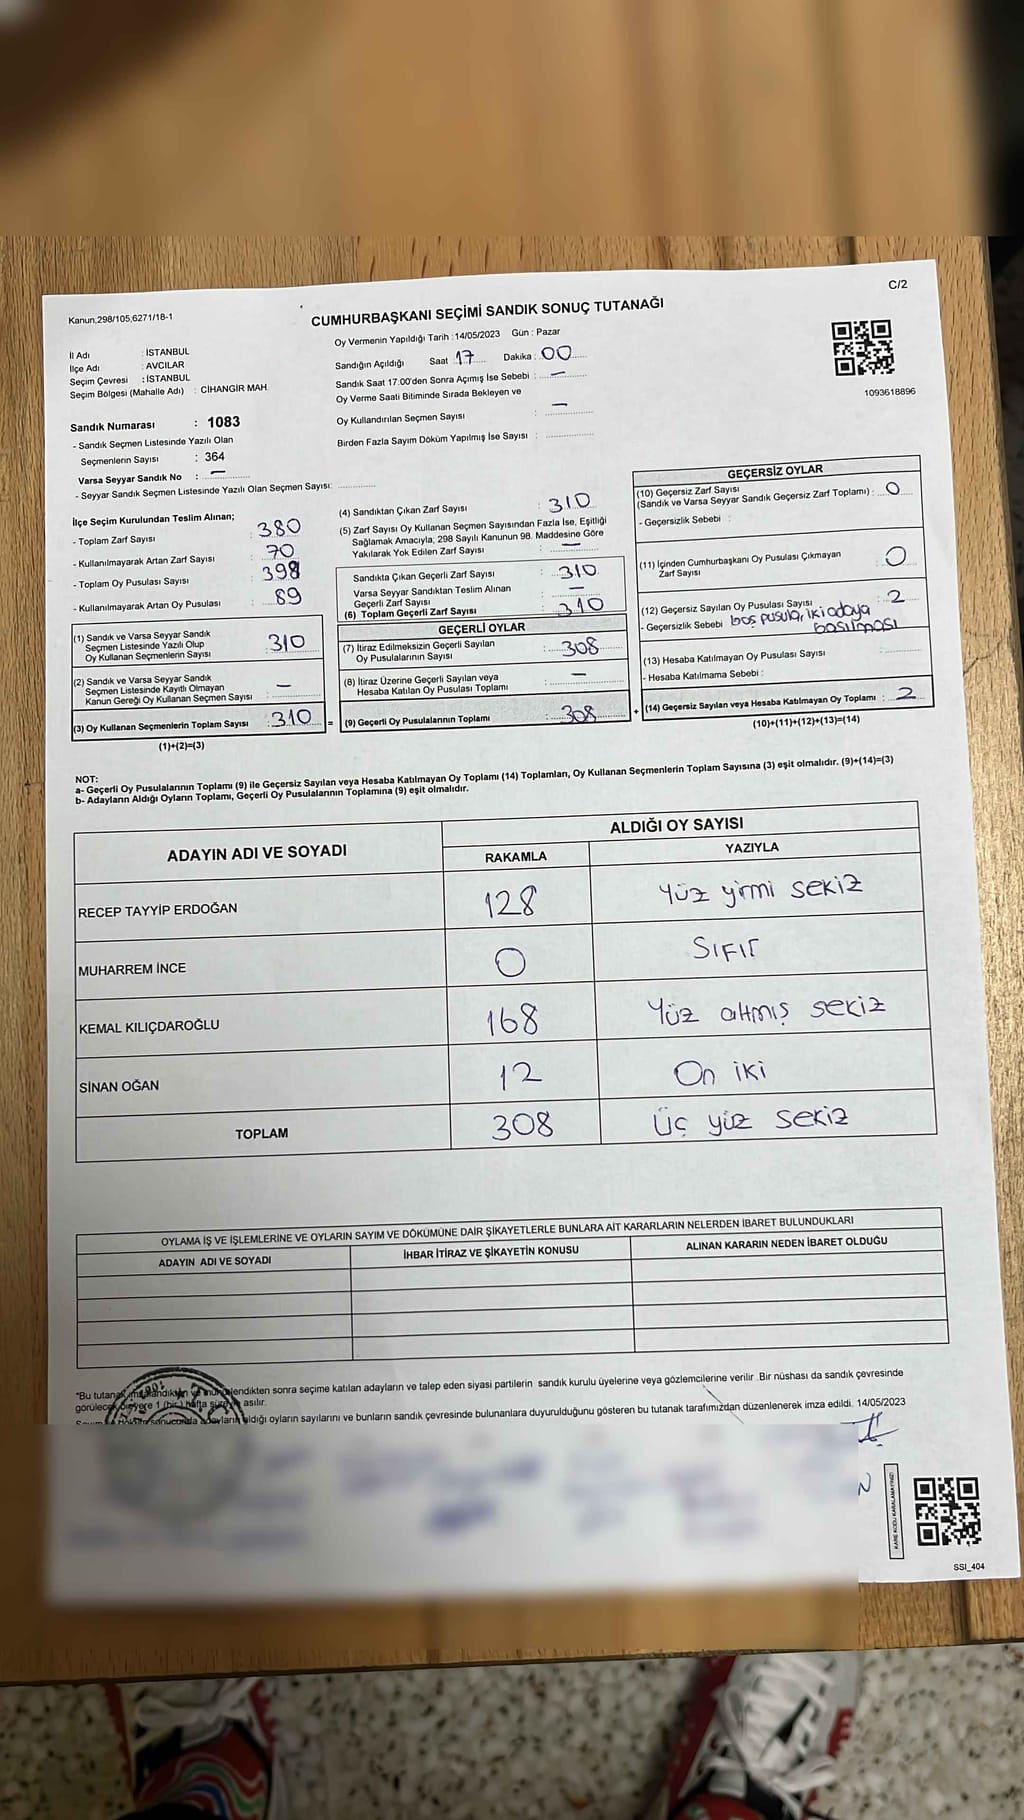 C/2
Kanun,298/105,6271/18-1
CUMHURBAŞKANI SEÇİMİ SANDIK SONUÇ TUTANAĞI
Oy Vermenin Yapıldığı Tarih :14/05/2023 Gün : Pazar
İl Adı : İSTANBUL
İlçe Adı : AVCILAR
Seçim Çevresi : İSTANBUL
Seçim Bölgesi (Mahalle Adı) : CİHANGİR MAH.
Sandığın Açıldığı Saat 17 Dakika : 00
Sandık Saat 17:00'den Sonra Açımış İse Sebebi : —
Oy Verme Saati Bitiminde Sırada Bekleyen ve
Oy Kullandırılan Seçmen Sayısı : —
Birden Fazla Sayım Döküm Yapılmış İse Sayısı :
1093618896
Sandık Numarası : 1083
- Sandık Seçmen Listesinde Yazılı Olan
Seçmenlerin Sayısı : 364
Varsa Seyyar Sandık No : —
- Seyyar Sandık Seçmen Listesinde Yazılı Olan Seçmen Sayısı:
İlçe Seçim Kurulundan Teslim Alınan;
- Toplam Zarf Sayısı : 380
- Kullanılmayarak Artan Zarf Sayısı : 70
- Toplam Oy Pusulası Sayısı : 398
- Kullanılmayarak Artan Oy Pusulası : 89
(1) Sandık ve Varsa Seyyar Sandık
Seçmen Listesinde Yazılı Olup
Oy Kullanan Seçmenlerin Sayısı : 310
(2) Sandık ve Varsa Seyyar Sandık
Seçmen Listesinde Kayıtlı Olmayan
Kanun Gereği Oy Kullanan Seçmen Sayısı : —
(3) Oy Kullanan Seçmenlerin Toplam Sayısı : 310 =
(1)+(2)=(3)
(4) Sandıktan Çıkan Zarf Sayısı : 310
(5) Zarf Sayısı Oy Kullanan Seçmen Sayısından Fazla İse, Eşitliği
Sağlamak Amacıyla, 298 Sayılı Kanunun 98. Maddesine Göre
Yakılarak Yok Edilen Zarf Sayısı : —
Sandıkta Çıkan Geçerli Zarf Sayısı : 310
Varsa Seyyar Sandıktan Teslim Alınan
Geçerli Zarf Sayısı : —
(6) Toplam Geçerli Zarf Sayısı : 310
GEÇERLİ OYLAR
(7) İtiraz Edilmeksizin Geçerli Sayılan
Oy Pusulalarının Sayısı : 308
(8) İtiraz Üzerine Geçerli Sayılan veya
Hesaba Katılan Oy Pusulası Toplamı : —
(9) Geçerli Oy Pusulalarının Toplamı : 308 +
GEÇERSİZ OYLAR
(10) Geçersiz Zarf Sayısı
(Sandık ve Varsa Seyyar Sandık Geçersiz Zarf Toplamı) : 0
- Geçersizlik Sebebi :
(11) İçinden Cumhurbaşkanı Oy Pusulası Çıkmayan
Zarf Sayısı : 0
(12) Geçersiz Sayılan Oy Pusulası Sayısı : 2
- Geçersizlik Sebebi boş pusula, iki adaya
basılması
(13) Hesaba Katılmayan Oy Pusulası Sayısı :
- Hesaba Katılmama Sebebi :
(14) Geçersiz Sayılan veya Hesaba Katılmayan Oy Toplamı : 2
(10)+(11)+(12)+(13)=(14)
NOT:
a- Geçerli Oy Pusulalarının Toplamı (9) ile Geçersiz Sayılan veya Hesaba Katılmayan Oy Toplamı (14) Toplamları, Oy Kullanan Seçmenlerin Toplam Sayısına (3) eşit olmalıdır. (9)+(14)=(3)
b- Adayların Aldığı Oyların Toplamı, Geçerli Oy Pusulalarının Toplamına (9) eşit olmalıdır.
ADAYIN ADI VE SOYADI ALDIĞI OY SAYISI
RAKAMLA YAZIYLA
RECEP TAYYİP ERDOĞAN 128 Yüz yirmi sekiz
MUHARREM İNCE 0 Sıfır
KEMAL KILIÇDAROĞLU 168 Yüz altmış sekiz
SİNAN OĞAN 12 On iki
TOPLAM 308 Üç yüz sekiz
OYLAMA İŞ VE İŞLEMLERİNE VE OYLARIN SAYIM VE DÖKÜMÜNE DAİR ŞİKAYETLERLE BUNLARA AİT KARARLARIN NELERDEN İBARET BULUNDUKLARI
ADAYIN ADI VE SOYADI İHBAR İTİRAZ VE ŞİKAYETİN KONUSU ALINAN KARARIN NEDEN İBARET OLDUĞU
*Bu tutanak imzalandıktan ve mühürlendikten sonra seçime katılan adayların ve talep eden siyasi partilerin sandık kurulu üyelerine veya gözlemcilerine verilir .Bir nüshası da sandık çevresinde
görülecek bir yere 1 (bir) hafta süreyle asılır.
sonucunda adayların aldığı oyların sayılarını ve bunların sandık çevresinde bulunanlara duyurulduğunu gösteren bu tutanak tarafımızdan düzenlenerek imza edildi. 14/05/2023
KARE KODU KARALAMAYINIZ!
SSI_404